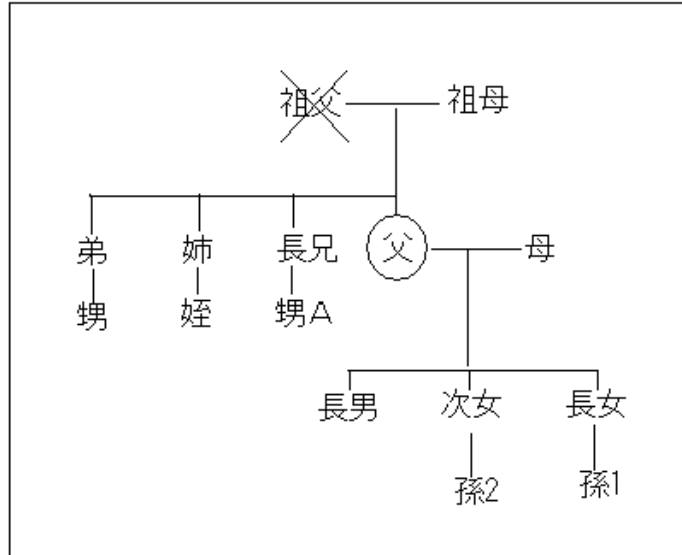 祖父 祖母
弟 姉 長兄 父 母
甥 姪 甥A
長男 次女 長女
孫2 孫1